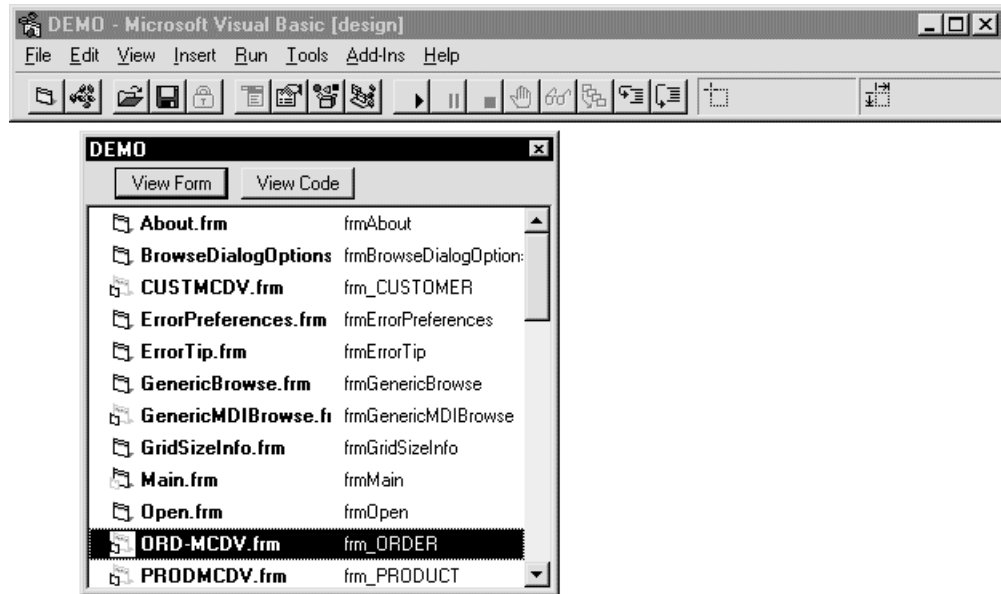 DEMO - Microsoft Visual Basic [design]
File Edit View Insert Run Tools Add-Ins Help
DEMO
View Form View Code
About.frm frmAbout
BrowseDialogOptions frmBrowseDialogOption
CUSTMCDV.frm frm_CUSTOMER
ErrorPreferences.frm frmErrorPreferences
ErrorTip.frm frmErrorTip
GenericBrowse.frm frmGenericBrowse
GenericMDIBrowse.fr frmGenericMDIBrowse
GridSizeInfo.frm frmGridSizeInfo
Main.frm frmMain
Open.frm frmOpen
ORD-MCDV.frm frm_ORDER
PRODMCDV.frm frm_PRODUCT